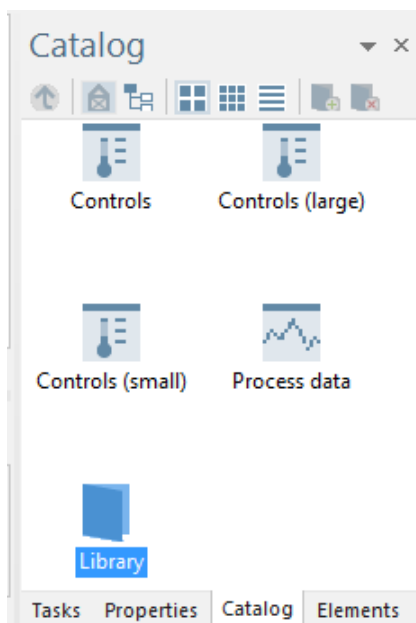 Catalog
Controls Controls (large)
Controls (small) Process data
Library
Tasks Properties Catalog Elements